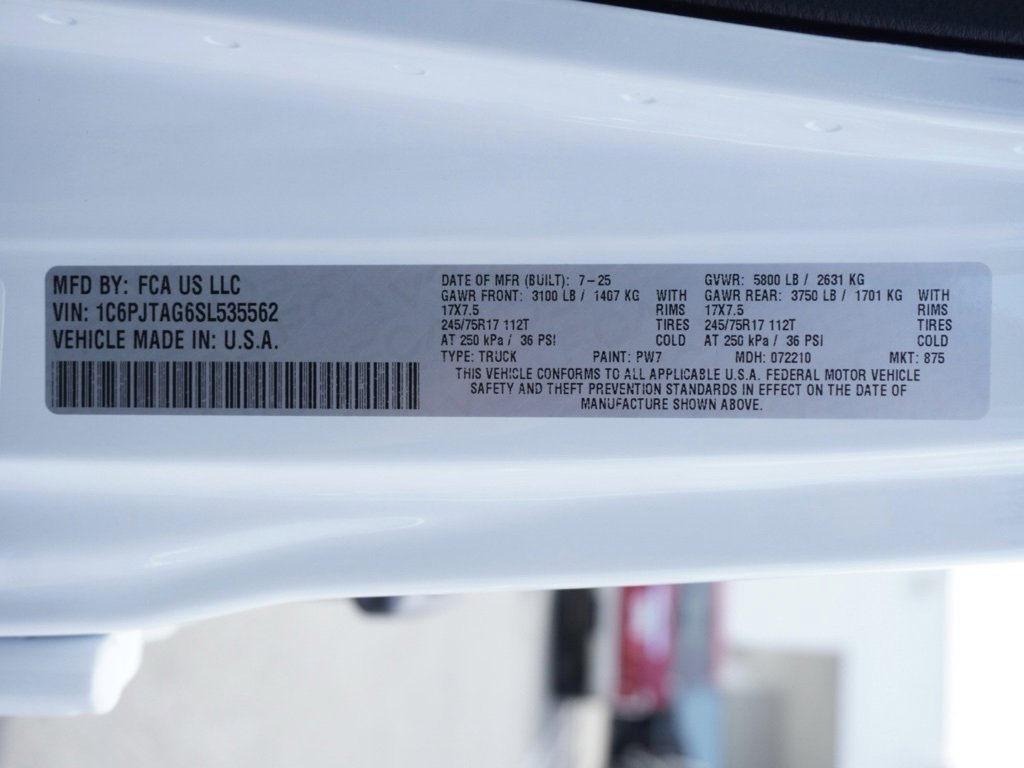 MFD BY: FCA US LLC
VIN: 1C6PJTAG6SL535562
VEHICLE MADE IN: U.S.A.
DATE OF MFR (BUILT): 7-25
GAWR FRONT: 3100 LB / 1407 KG WITH
17X7.5 RIMS
245/75R17 112T TIRES
AT 250 kPa / 36 PSI COLD
GVWR: 5800 LB / 2631 KG
GAWR REAR: 3750 LB / 1701 KG WITH
17X7.5 RIMS
245/75R17 112T TIRES
AT 250 kPa / 36 PSI COLD
TYPE: TRUCK PAINT: PW7 MDH: 072210 MKT: 875
THIS VEHICLE CONFORMS TO ALL APPLICABLE U.S.A. FEDERAL MOTOR VEHICLE
SAFETY AND THEFT PREVENTION STANDARDS IN EFFECT ON THE DATE OF
MANUFACTURE SHOWN ABOVE.